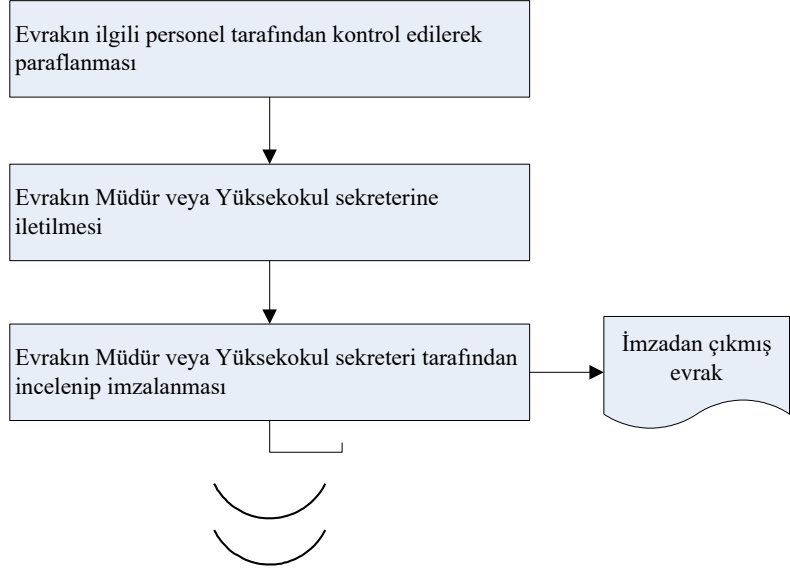 Evrakın ilgili personel tarafından kontrol edilerek
paraflanması
Evrakın Müdür veya Yüksekokul sekreterine
iletilmesi
Evrakın Müdür veya Yüksekokul sekreteri tarafından
incelenip imzalanması
İmzadan çıkmış
evrak